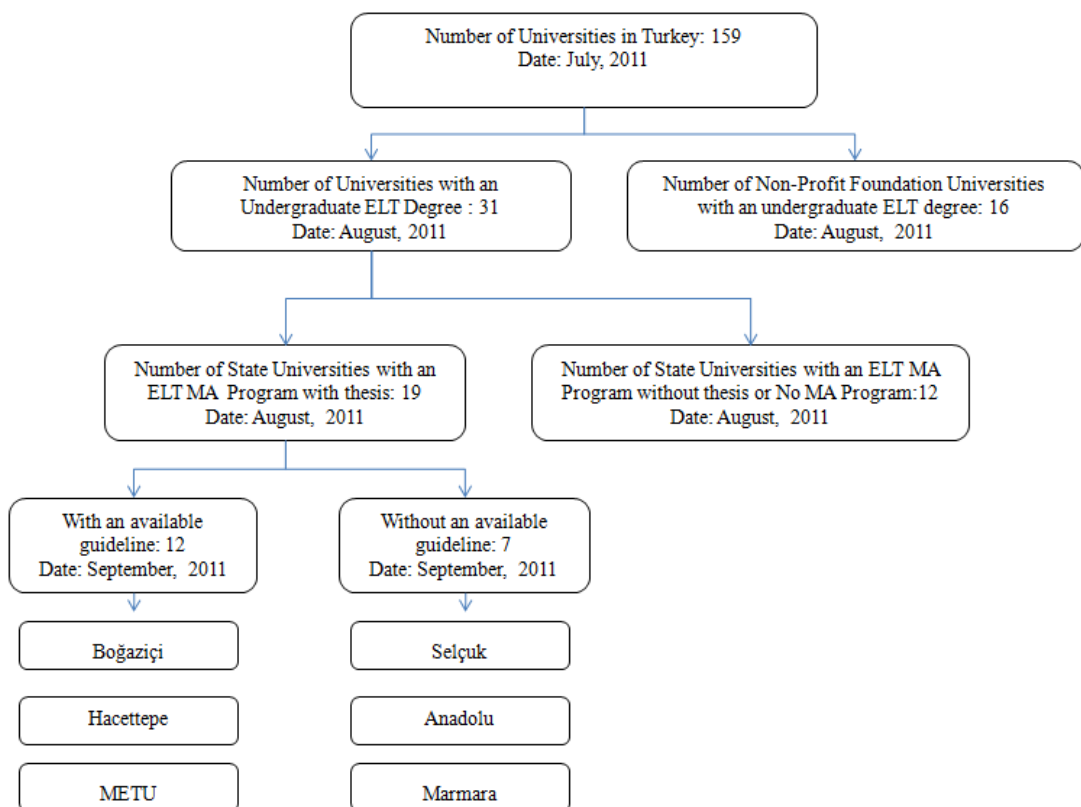 Number of Universities in Turkey: 159
Date: July, 2011
Number of Universities with an
Undergraduate ELT Degree : 31
Date: August, 2011
Number of Non-Profit Foundation Universities
with an undergraduate ELT degree: 16
Date: August, 2011
Number of State Universities with an
ELT MA Program with thesis: 19
Date: August, 2011
Number of State Universities with an ELT MA
Program without thesis or No MA Program:12
Date: August, 2011
With an available
guideline: 12
Date: September, 2011
Without an available
guideline: 7
Date: September, 2011
Boğaziçi
Selçuk
Hacettepe
Anadolu
METU
Marmara